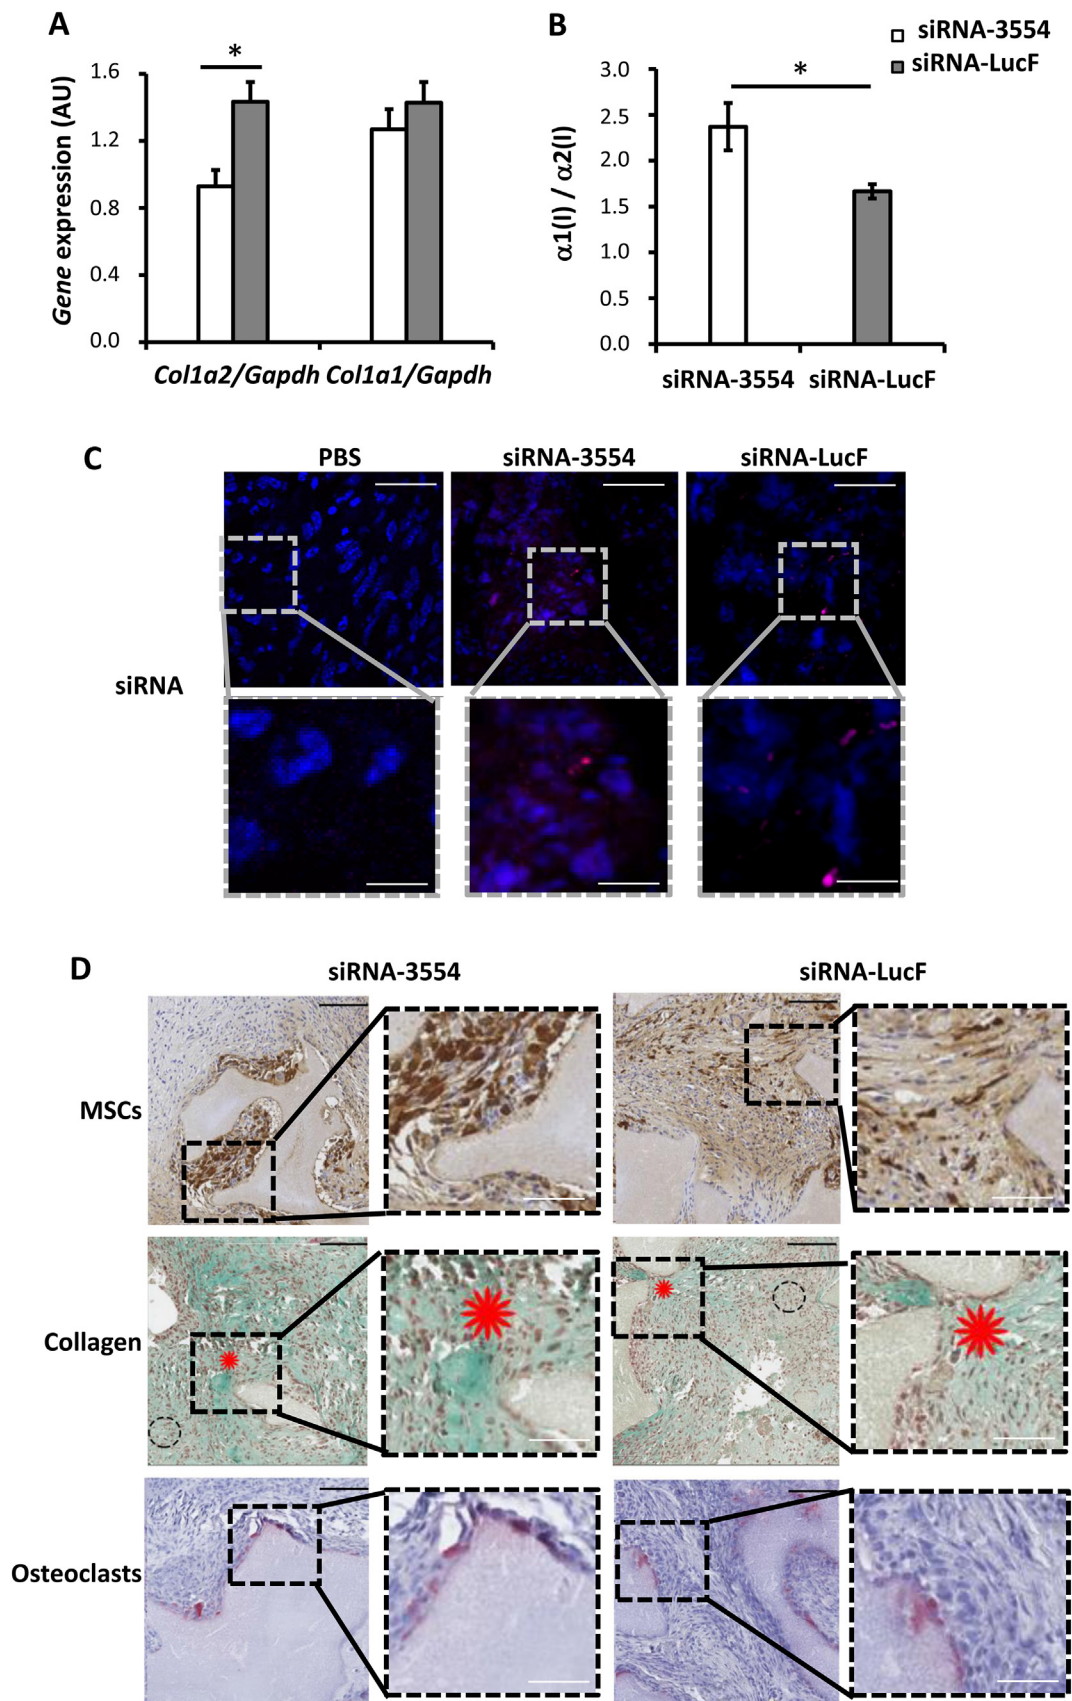 A
*
Gene expression (AU)
1.6
1.2
0.8
0.4
0.0
Col1a2/Gapdh Col1a1/Gapdh
B
siRNA-3554
siRNA-LucF
*
α1(I) / α2(I)
3.0
2.5
2.0
1.5
1.0
0.5
0.0
siRNA-3554 siRNA-LucF
C
PBS siRNA-3554 siRNA-LucF
siRNA
D
siRNA-3554 siRNA-LucF
MSCs
Collagen
Osteoclasts